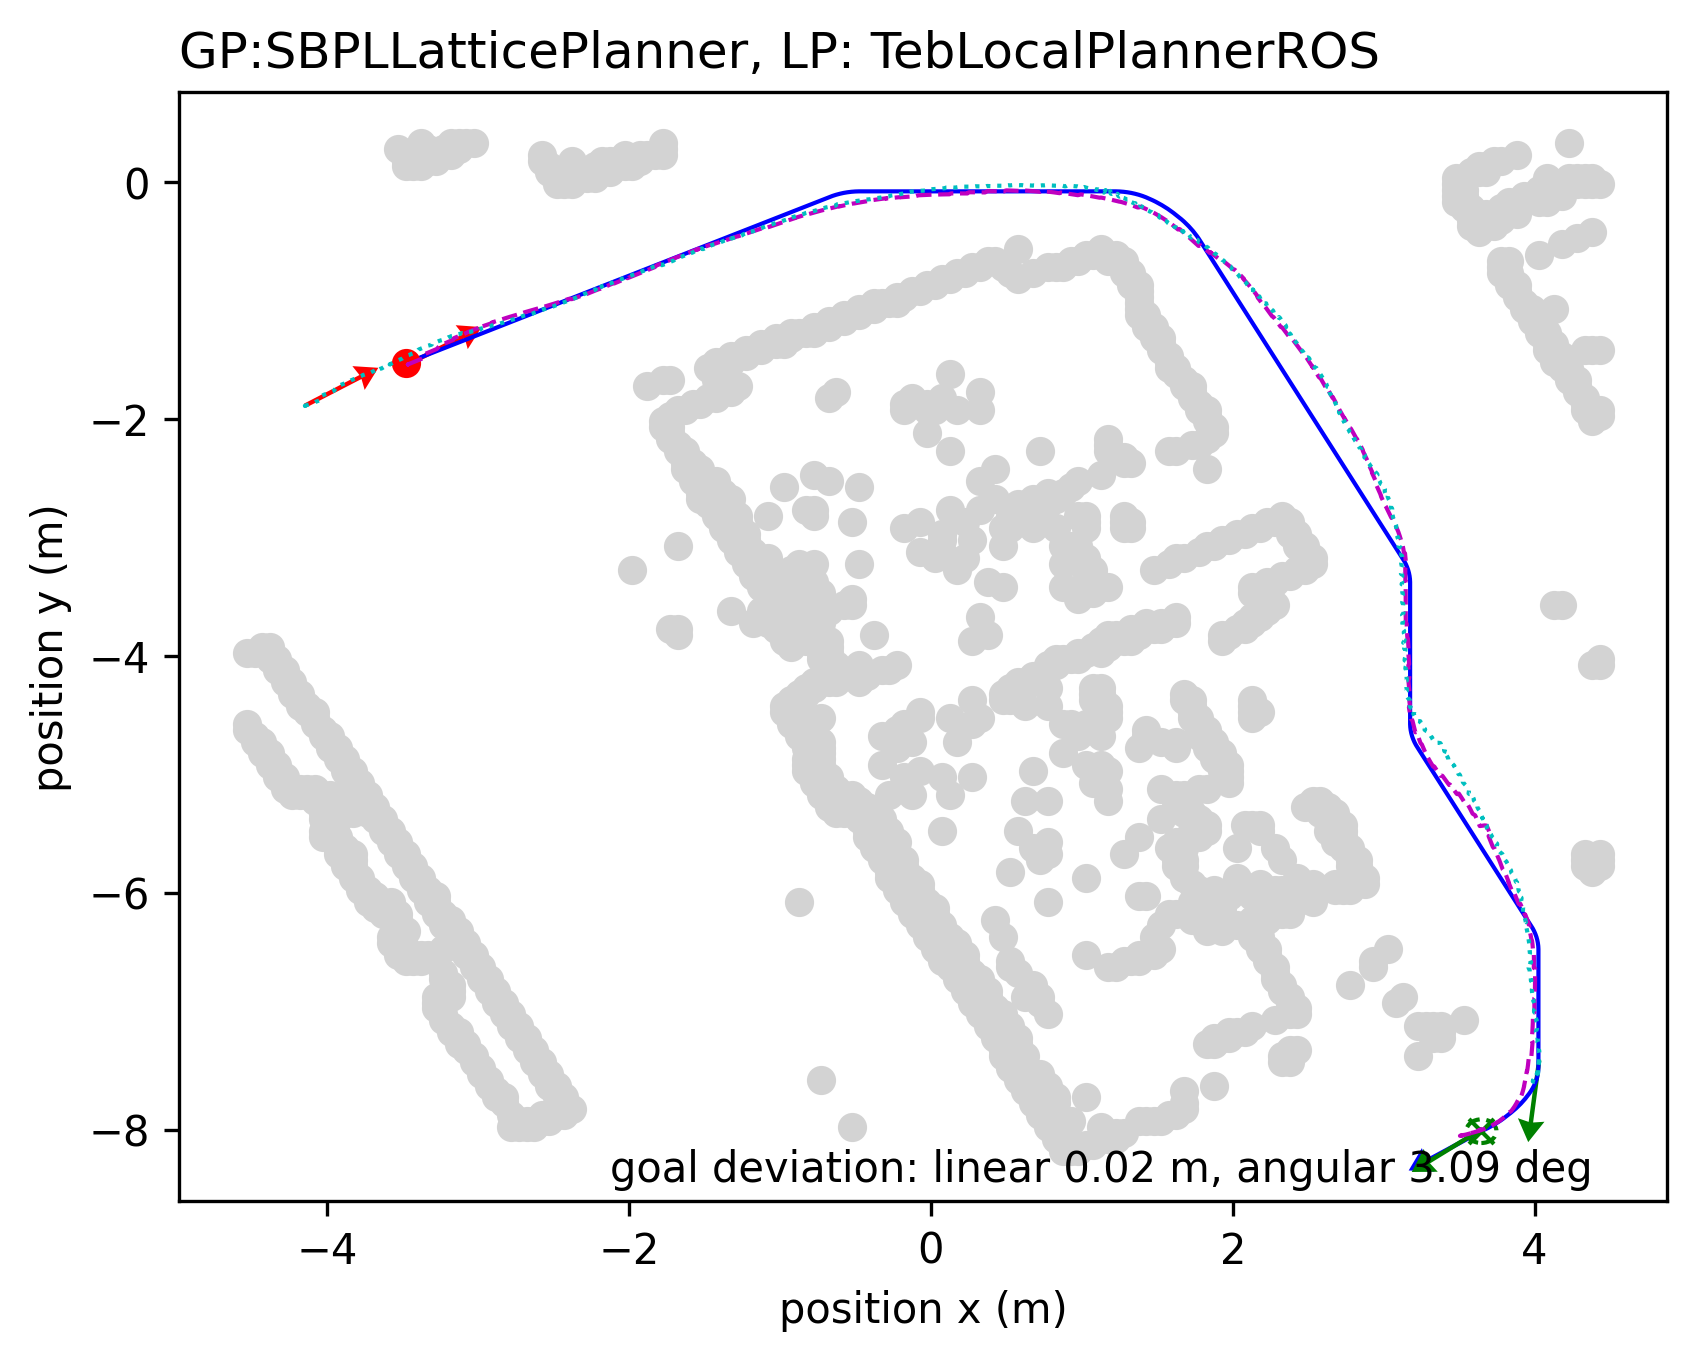 GP:SBPLLatticePlanner, LP: TebLocalPlannerROS
0
−2
−4
−6
−8
position y (m)
goal deviation: linear 0.02 m, angular 3.09 deg
−4
−2
0
2
4
position x (m)